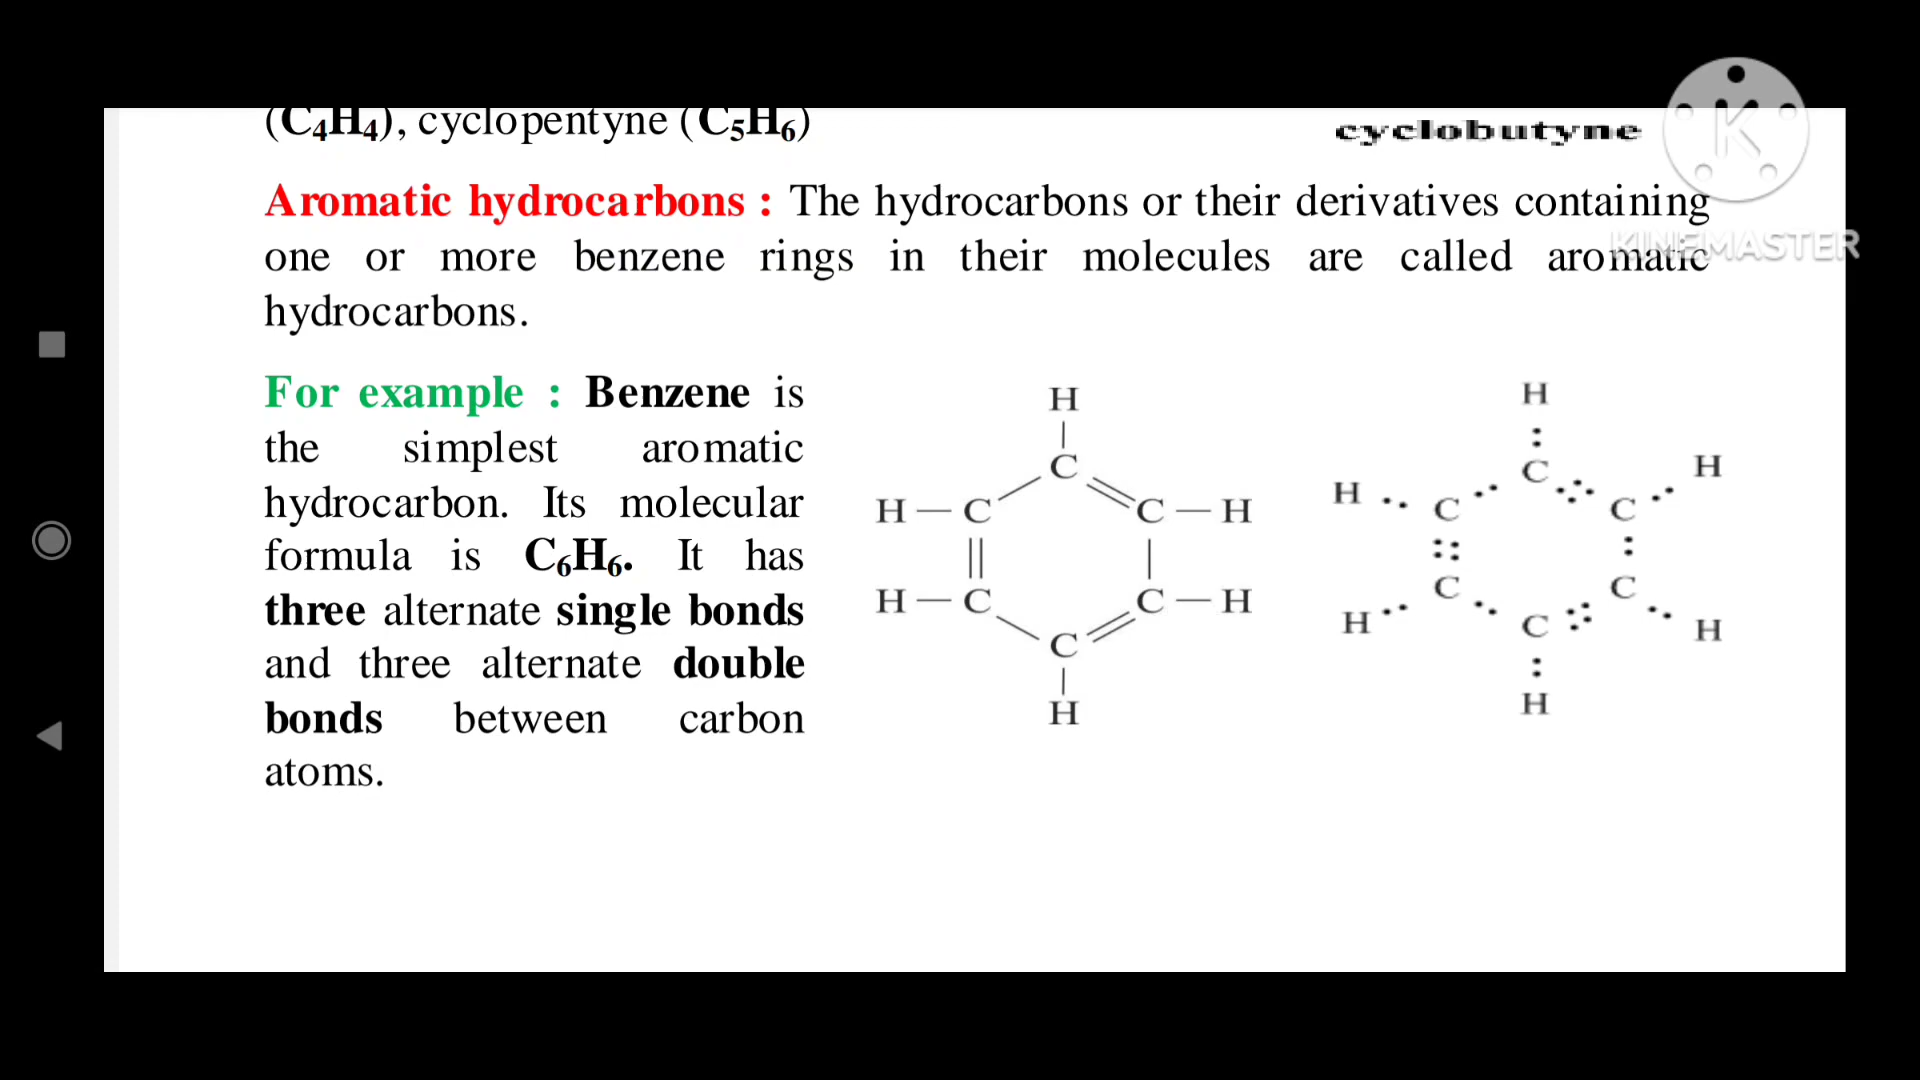 (C₄H₄), cyclopentyne (C₅H₆)
cyclobutyne
K
KINEMASTER
Aromatic hydrocarbons : The hydrocarbons or their derivatives containing
one or more benzene rings in their molecules are called aromatic
hydrocarbons.
For example : Benzene is
the simplest aromatic
hydrocarbon. Its molecular
formula is C₆H₆. It has
three alternate single bonds
and three alternate double
bonds between carbon
atoms.
H
C
H — C C — H
H — C C — H
C
H
H
H C H
C C
C C
H C H
H